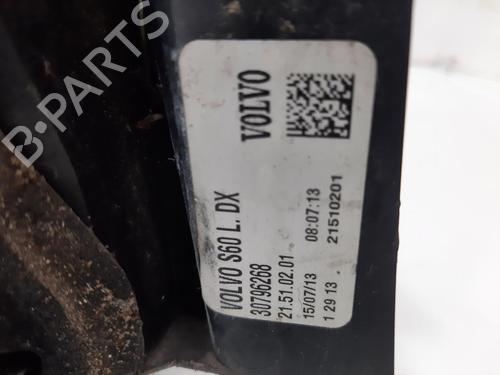 B-PARTS
VOLVO
VOLVO S60 L. DX
30796268
21.51.02.01
15/07/13 08:07:13
1 29 13 . 21510201